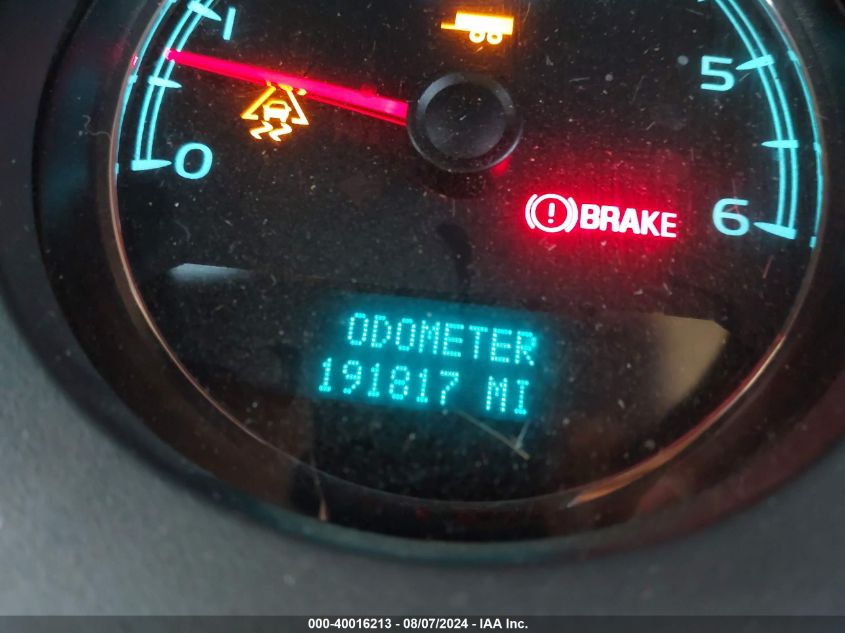 1
5
0
6
BRAKE
ODOMETER
191817 MI
000-40016213 - 08/07/2024 - IAA Inc.